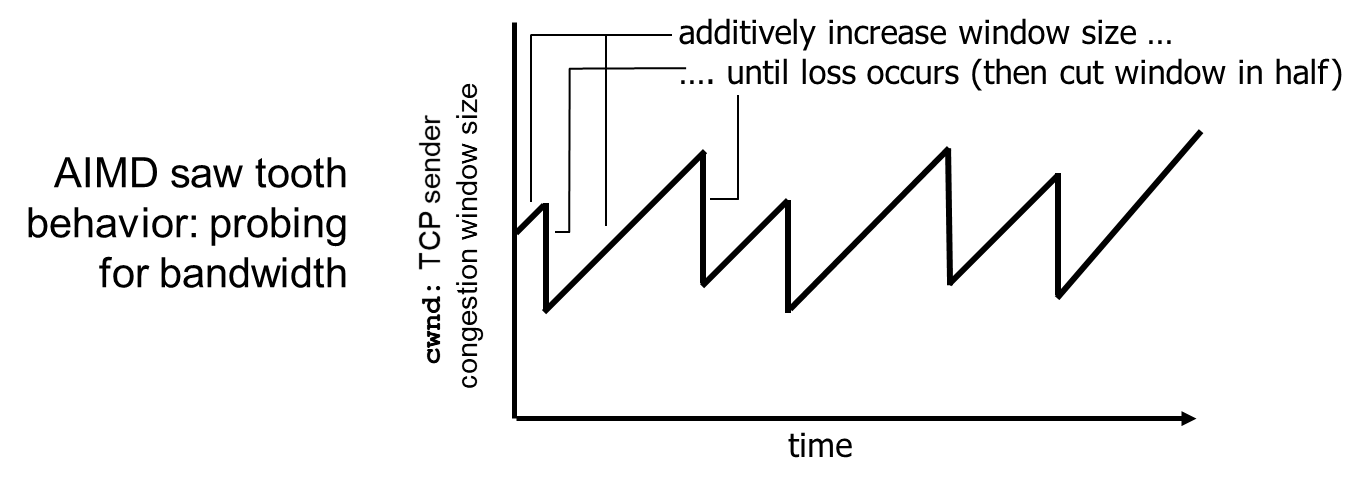 additively increase window size …
…. until loss occurs (then cut window in half)
AIMD saw tooth
behavior: probing
for bandwidth
cwnd: TCP sender
congestion window size
time